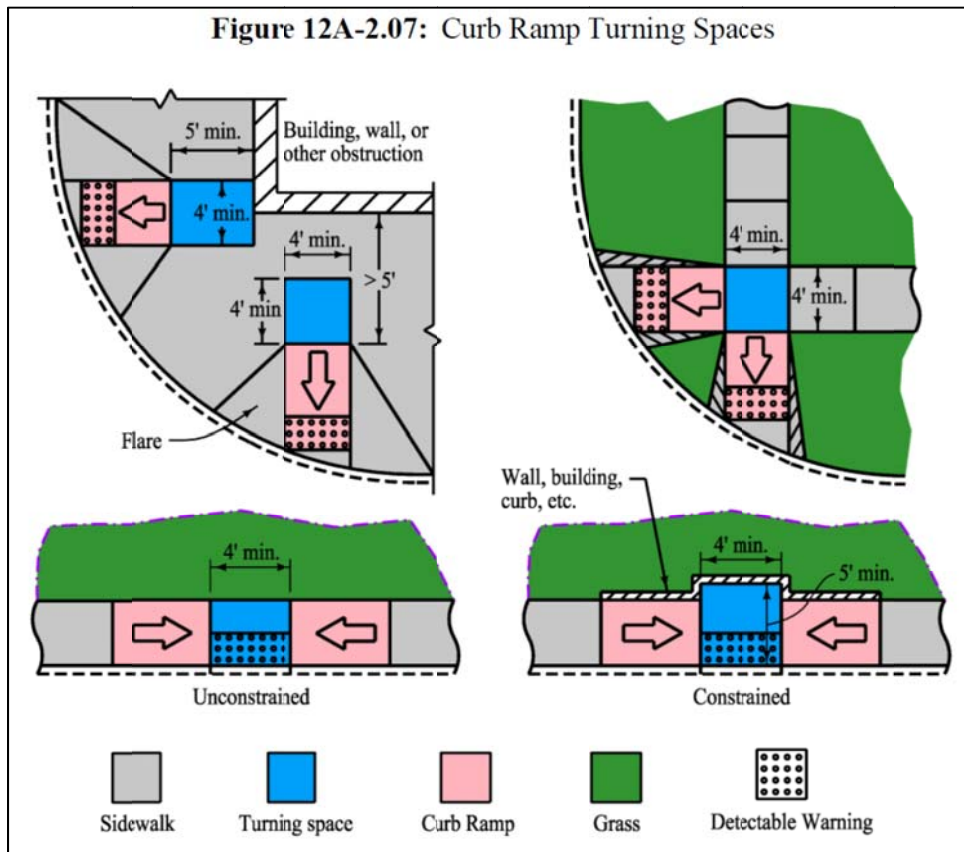 Figure 12A-2.07: Curb Ramp Turning Spaces
5' min.
Building, wall, or
other obstruction
4' min.
4' min.
> 5'
4' min
Flare
4' min.
4' min.
Wall, building,
curb, etc.
4' min.
Unconstrained
4' min.
5' min.
Constrained
Sidewalk
Turning space
Curb Ramp
Grass
Detectable Warning